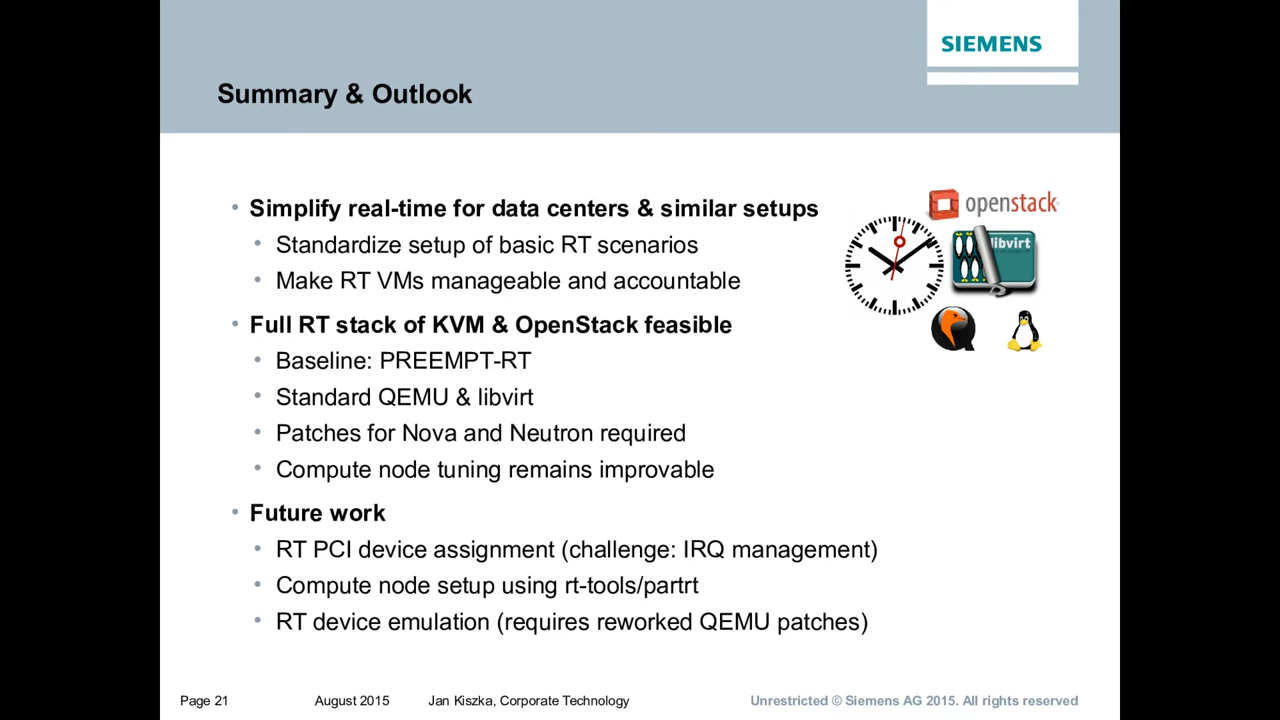 SIEMENS
Summary & Outlook
• Simplify real-time for data centers & similar setups
• Standardize setup of basic RT scenarios
• Make RT VMs manageable and accountable
• Full RT stack of KVM & OpenStack feasible
• Baseline: PREEMPT-RT
• Standard QEMU & libvirt
• Patches for Nova and Neutron required
• Compute node tuning remains improvable
• Future work
• RT PCI device assignment (challenge: IRQ management)
• Compute node setup using rt-tools/partrt
• RT device emulation (requires reworked QEMU patches)
openstack
libvirt
Page 21 August 2015 Jan Kiszka, Corporate Technology Unrestricted © Siemens AG 2015. All rights reserved